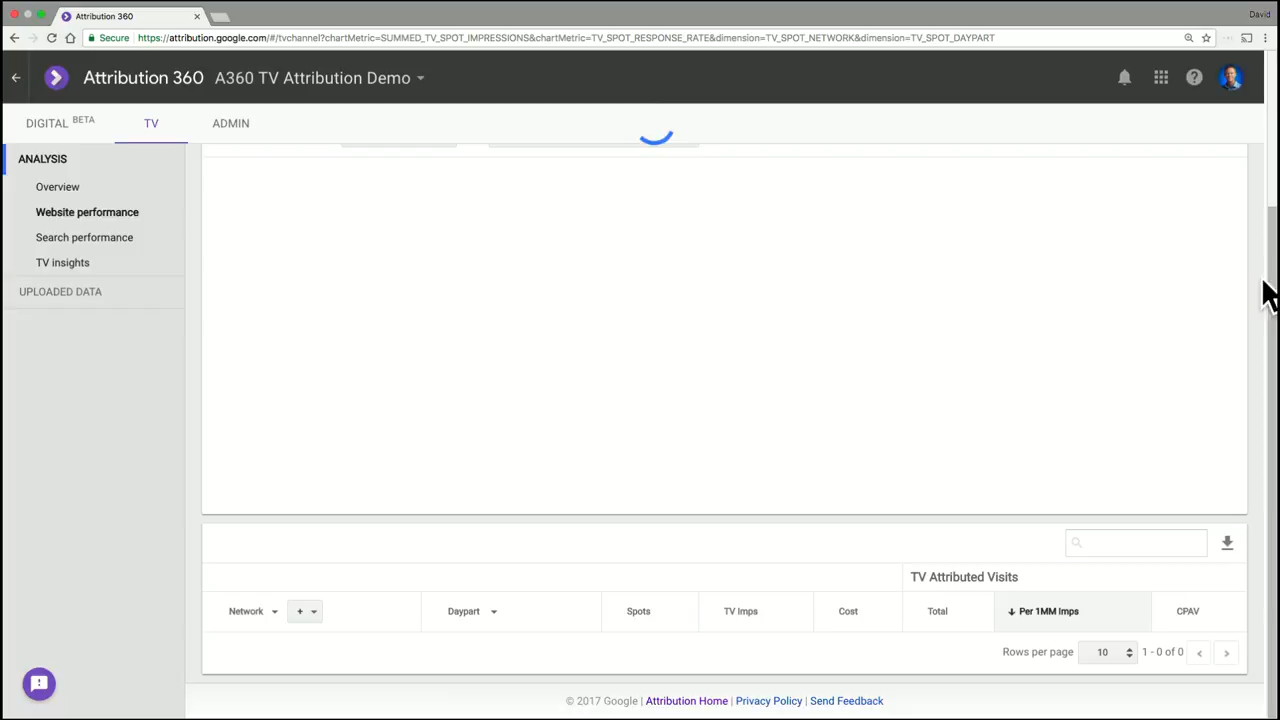 Attribution 360
David
Secure
https://attribution.google.com/#/tvchannel?chartMetric=SUMMED_TV_SPOT_IMPRESSIONS&chartMetric=TV_SPOT_RESPONSE_RATE&dimension=TV_SPOT_NETWORK&dimension=TV_SPOT_DAYPART
Attribution 360 A360 TV Attribution Demo
DIGITAL BETA TV ADMIN
ANALYSIS
Overview
Website performance
Search performance
TV insights
UPLOADED DATA
TV Attributed Visits
Network + Daypart Spots TV Imps Cost Total Per 1MM Imps CPAV
Rows per page 10 1 - 0 of 0
© 2017 Google | Attribution Home | Privacy Policy | Send Feedback